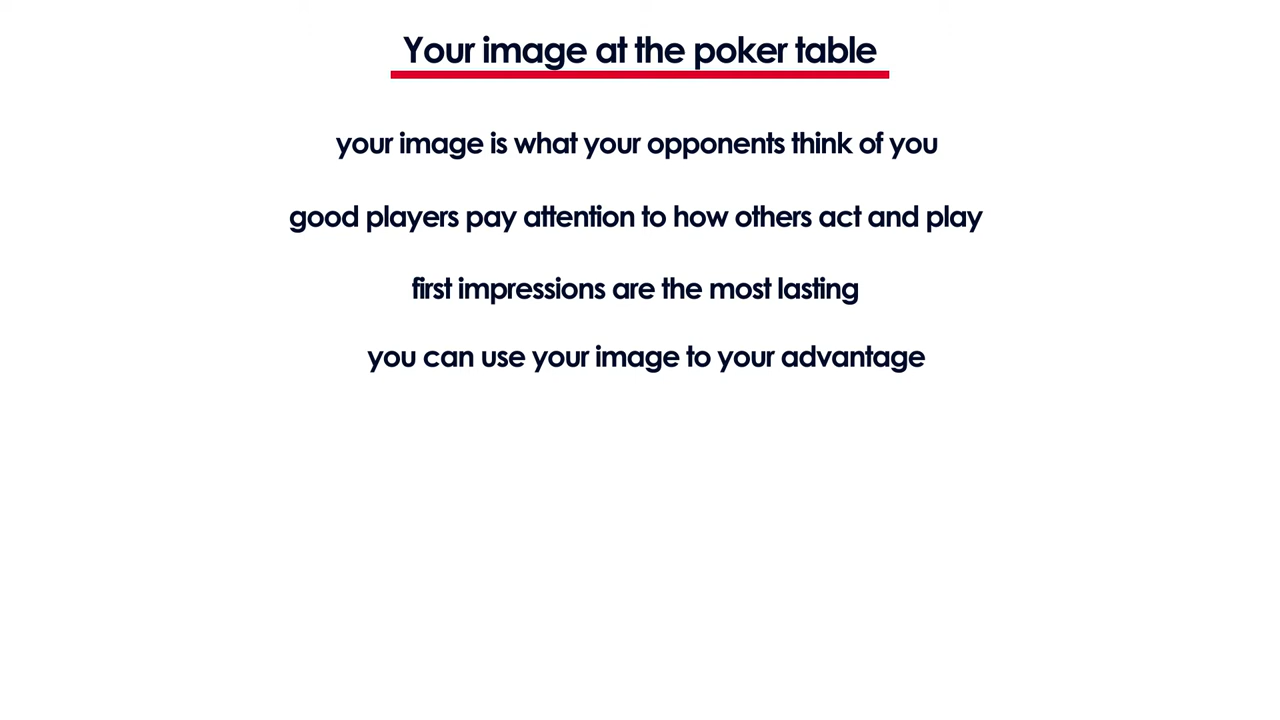 Your image at the poker table
your image is what your opponents think of you
good players pay attention to how others act and play
first impressions are the most lasting
you can use your image to your advantage